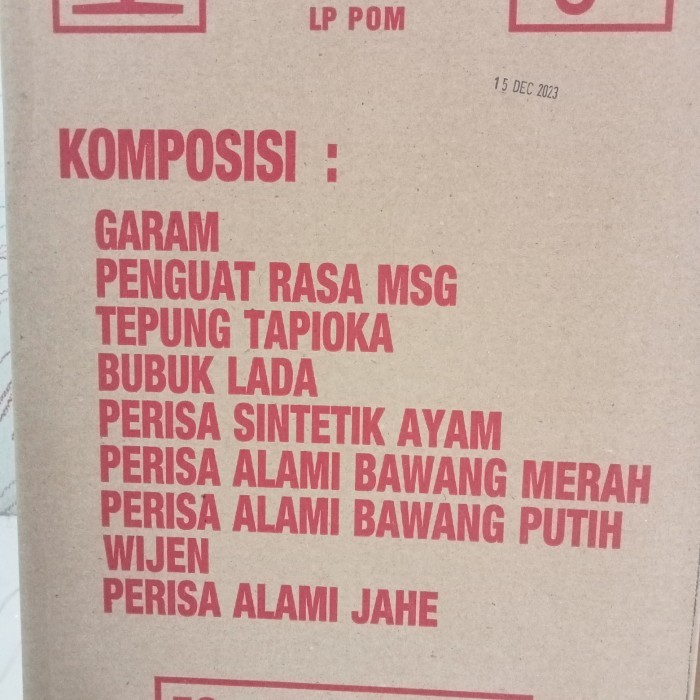 LP POM
15 DEC 2023
KOMPOSISI :
GARAM
PENGUAT RASA MSG
TEPUNG TAPIOKA
BUBUK LADA
PERISA SINTETIK AYAM
PERISA ALAMI BAWANG MERAH
PERISA ALAMI BAWANG PUTIH
WIJEN
PERISA ALAMI JAHE